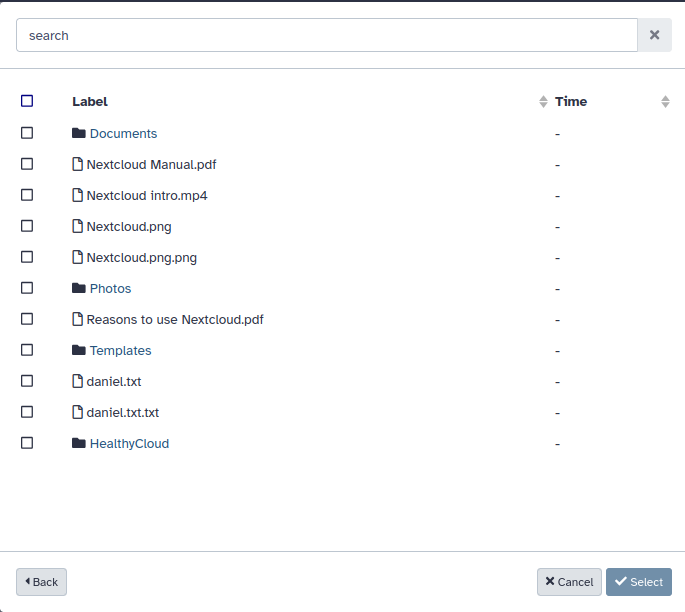 search
Label Time
Documents -
Nextcloud Manual.pdf -
Nextcloud intro.mp4 -
Nextcloud.png -
Nextcloud.png.png -
Photos -
Reasons to use Nextcloud.pdf -
Templates -
daniel.txt -
daniel.txt.txt -
HealthyCloud -
Back Cancel Select